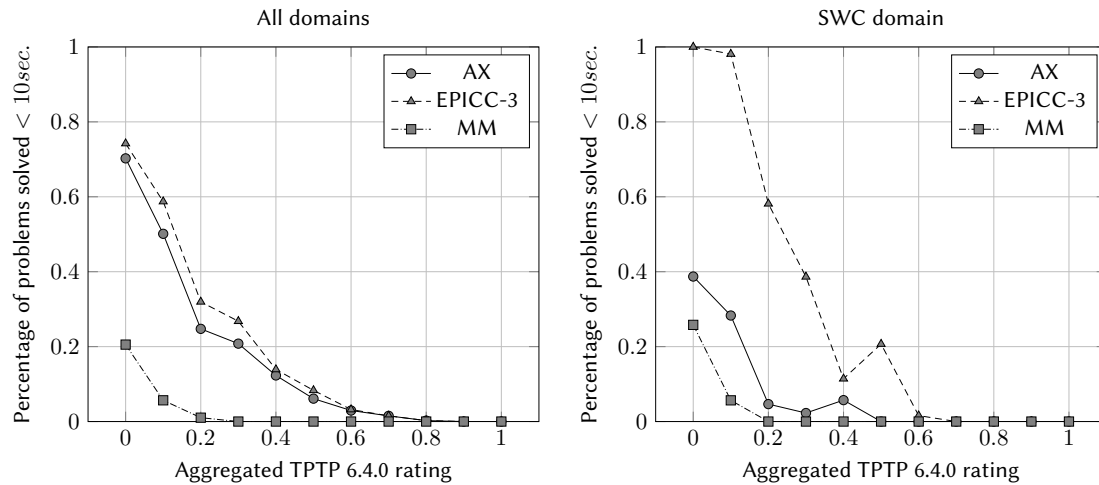 All domains
1
0.8
0.6
0.4
0.2
0
0
0.2
0.4
0.6
0.8
1
Percentage of problems solved < 10sec.
Aggregated TPTP 6.4.0 rating
AX
EPICC-3
MM
SWC domain
1
0.8
0.6
0.4
0.2
0
0
0.2
0.4
0.6
0.8
1
Percentage of problems solved < 10sec.
Aggregated TPTP 6.4.0 rating
AX
EPICC-3
MM